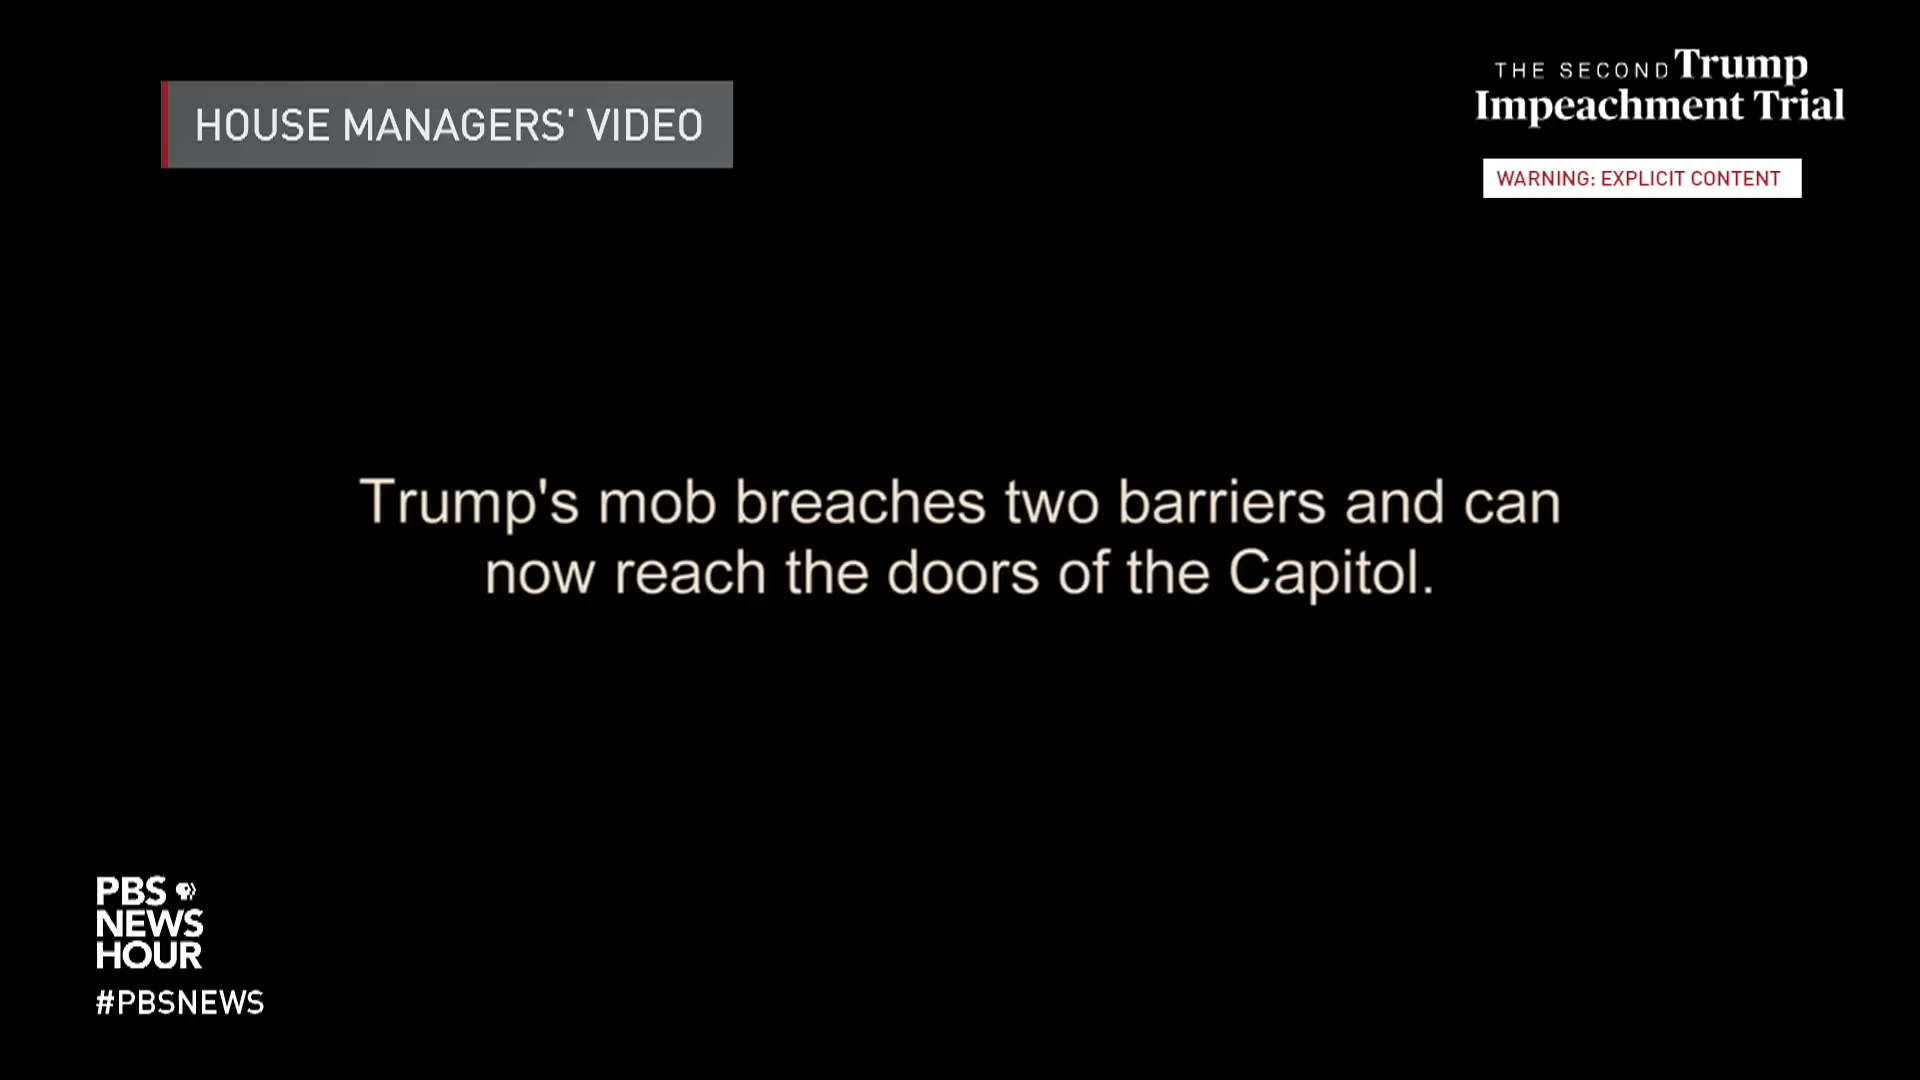 HOUSE MANAGERS' VIDEO
THE SECOND Trump
Impeachment Trial
WARNING: EXPLICIT CONTENT
Trump's mob breaches two barriers and can
now reach the doors of the Capitol.
PBS
NEWS
HOUR
#PBSNEWS